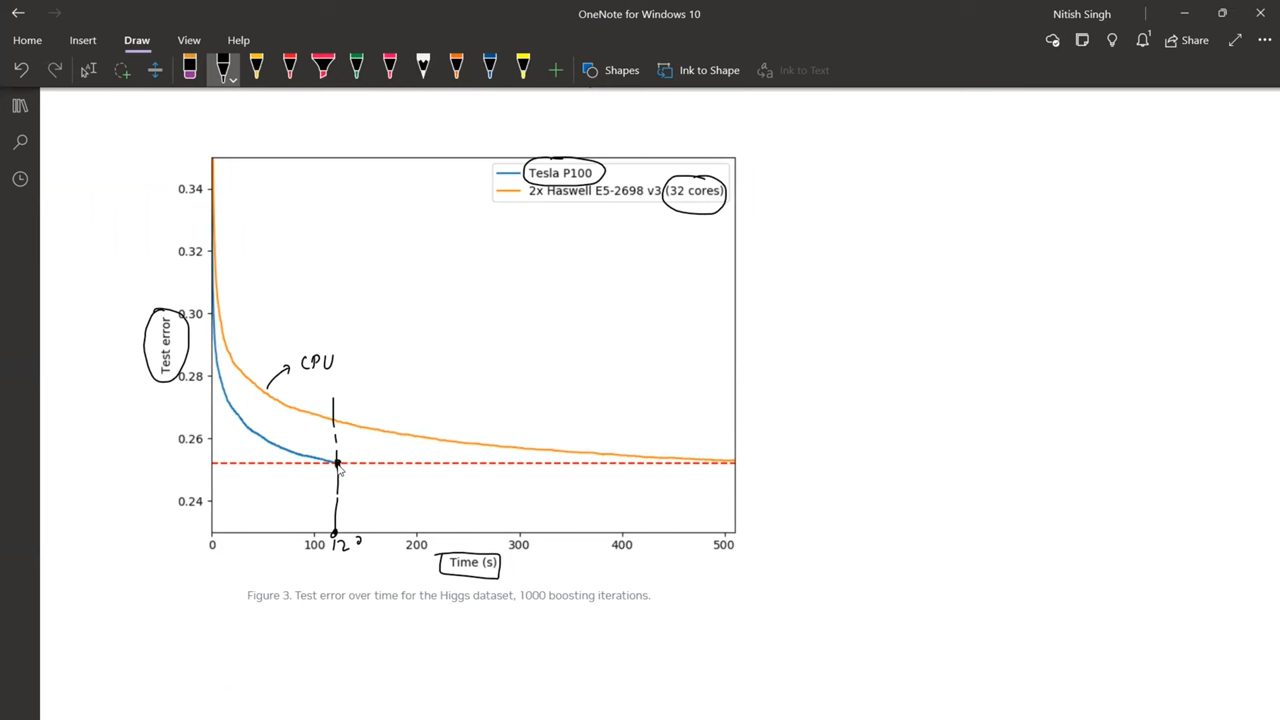 OneNote for Windows 10
Nitish Singh
Home Insert Draw View Help
Share
Shapes Ink to Shape Ink to Text
Tesla P100
2x Haswell E5-2698 v3 (32 cores)
0.34
0.32
0.30
0.28
0.26
0.24
Test error
CPU
0 100 200 300 400 500
120
Time (s)
Figure 3. Test error over time for the Higgs dataset, 1000 boosting iterations.